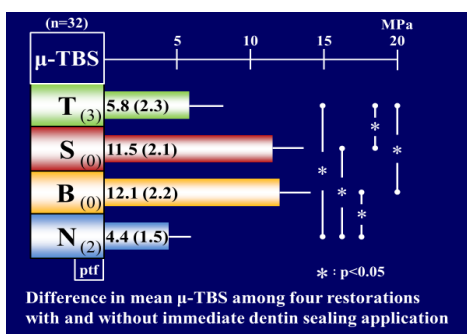 (n=32)
MPa
μ-TBS
5
10
15
20
T (3)
5.8 (2.3)
S (0)
11.5 (2.1)
B (0)
12.1 (2.2)
N (2)
4.4 (1.5)
*
*
*
*
*
ptf
* : p<0.05
Difference in mean μ-TBS among four restorations
with and without immediate dentin sealing application